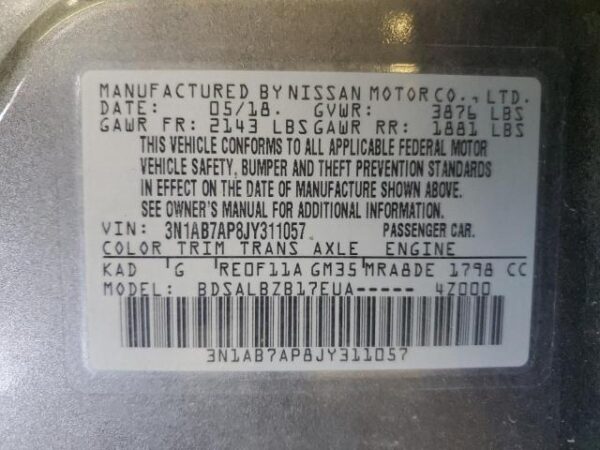 MANUFACTURED BY NISSAN MOTOR CO., LTD.
DATE: 05/18. GVWR: 3876 LBS
GAWR FR: 2143 LBS GAWR RR: 1881 LBS
THIS VEHICLE CONFORMS TO ALL APPLICABLE FEDERAL MOTOR
VEHICLE SAFETY, BUMPER AND THEFT PREVENTION STANDARDS
IN EFFECT ON THE DATE OF MANUFACTURE SHOWN ABOVE.
SEE OWNER'S MANUAL FOR ADDITIONAL INFORMATION.
VIN: 3N1AB7AP8JY311057 PASSENGER CAR.
COLOR TRIM TRANS AXLE ENGINE
KAD G RE0F11A GM35 MRA8DE 1798 CC
MODEL: BDSALBZB17EUA----- 4Z000
3N1AB7AP8JY311057